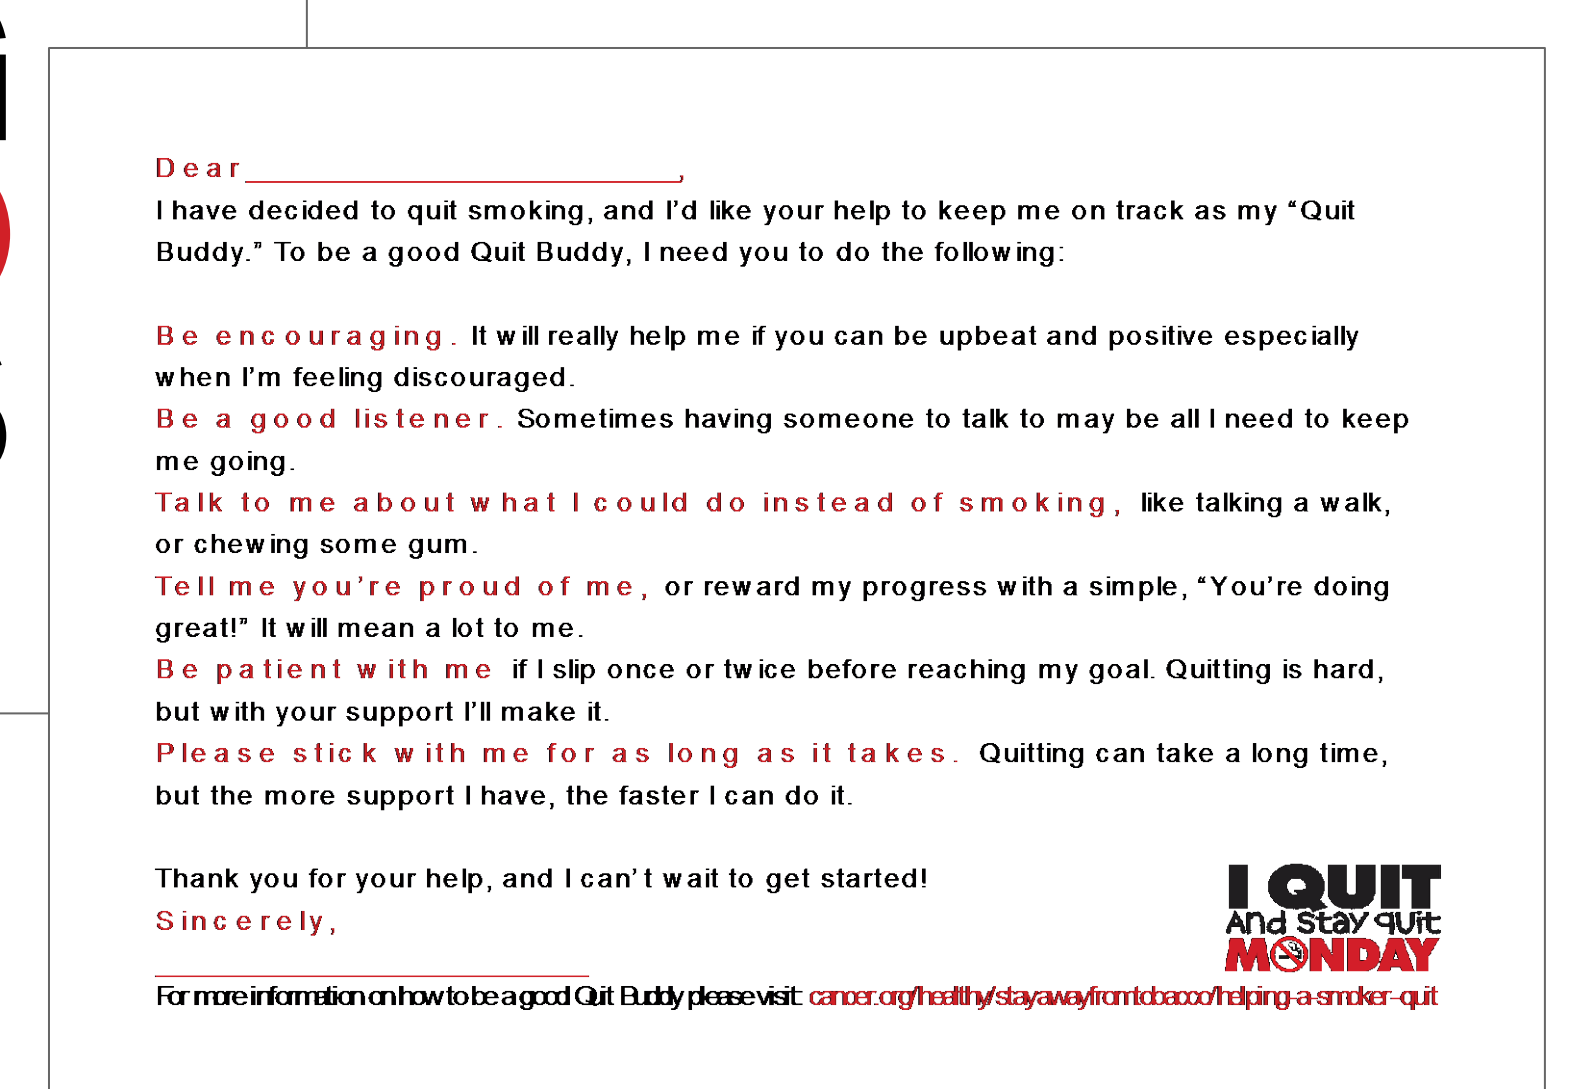 Dear ,
I have decided to quit smoking, and I’d like your help to keep me on track as my “Quit
Buddy.” To be a good Quit Buddy, I need you to do the following:
Be encouraging. It will really help me if you can be upbeat and positive especially
when I’m feeling discouraged.
Be a good listener. Sometimes having someone to talk to may be all I need to keep
me going.
Talk to me about what I could do instead of smoking, like talking a walk,
or chewing some gum.
Tell me you’re proud of me, or reward my progress with a simple, “You’re doing
great!” It will mean a lot to me.
Be patient with me if I slip once or twice before reaching my goal. Quitting is hard,
but with your support I’ll make it.
Please stick with me for as long as it takes. Quitting can take a long time,
but the more support I have, the faster I can do it.
Thank you for your help, and I can’t wait to get started!
Sincerely,
I QUIT
And stay quit
MONDAY
For more information on how to be a good Quit Buddy please visit: cancer.org/healthy/stayawayfromtobacco/helping-a-smoker-quit